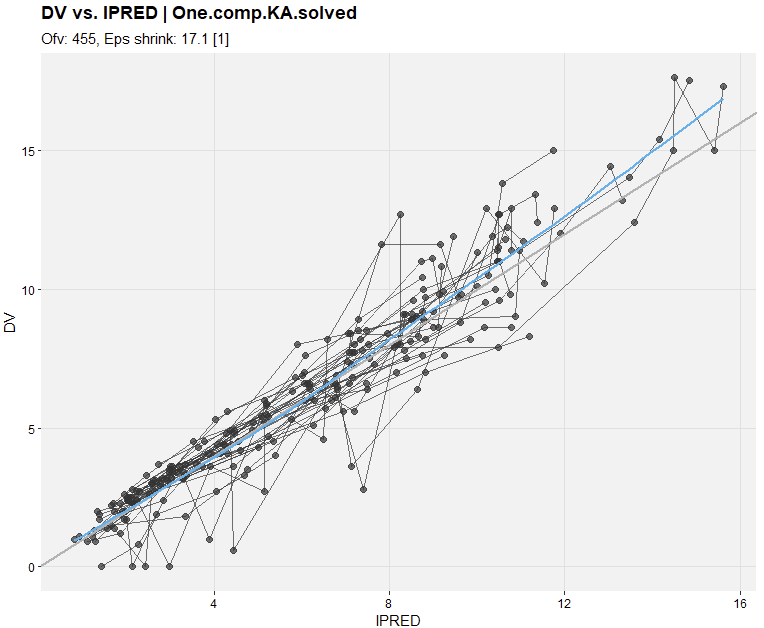 DV vs. IPRED | One.comp.KA.solved
Ofv: 455, Eps shrink: 17.1 [1]
15
10
5
0
DV
4
8
12
16
IPRED